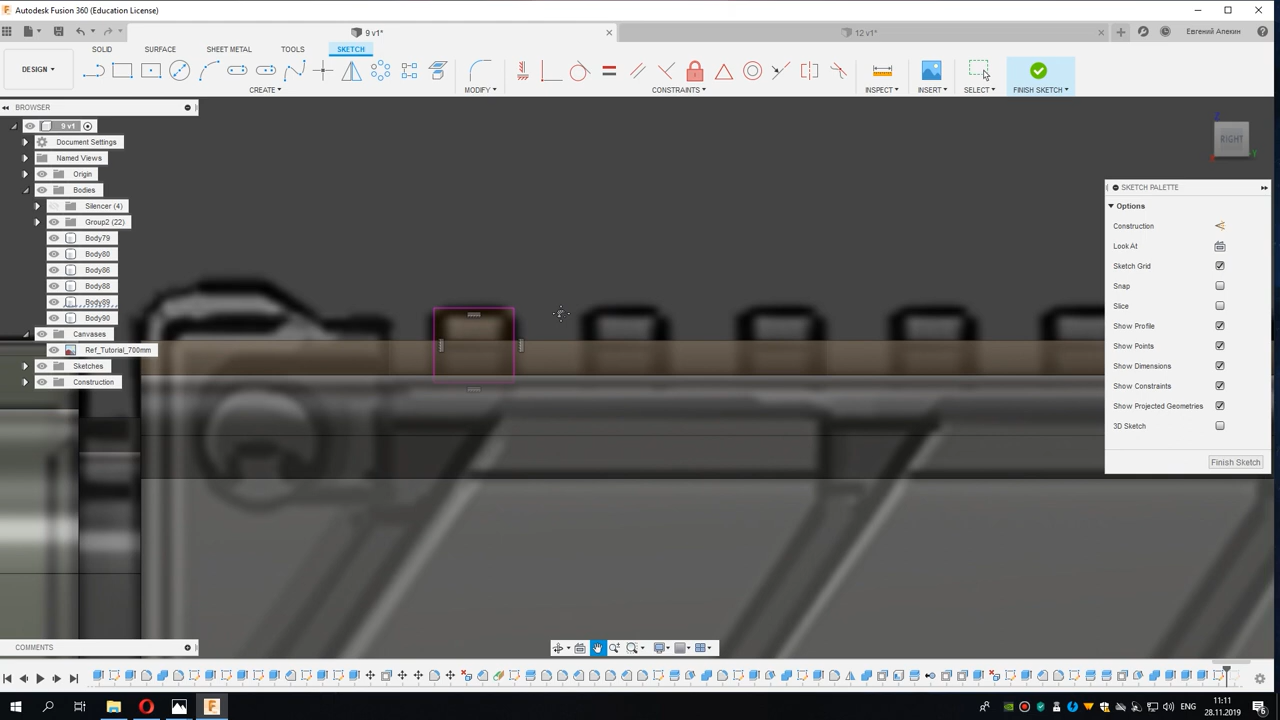 Autodesk Fusion 360 (Education License)
9 v1*
12 v1*
Евгений Апекин
DESIGN
SOLID
SURFACE
SHEET METAL
TOOLS
SKETCH
CREATE
MODIFY
CONSTRAINTS
INSPECT
INSERT
SELECT
FINISH SKETCH
BROWSER
9 v1
Document Settings
Named Views
Origin
Bodies
Silencer (4)
Group2 (22)
Body79
Body80
Body86
Body88
Body89
Body90
Canvases
Ref_Tutorial_700mm
Sketches
Construction
Z
RIGHT
Y
X
SKETCH PALETTE
Options
Construction
Look At
Sketch Grid
Snap
Slice
Show Profile
Show Points
Show Dimensions
Show Constraints
Show Projected Geometries
3D Sketch
Finish Sketch
COMMENTS
ENG
11:11
28.11.2019
6